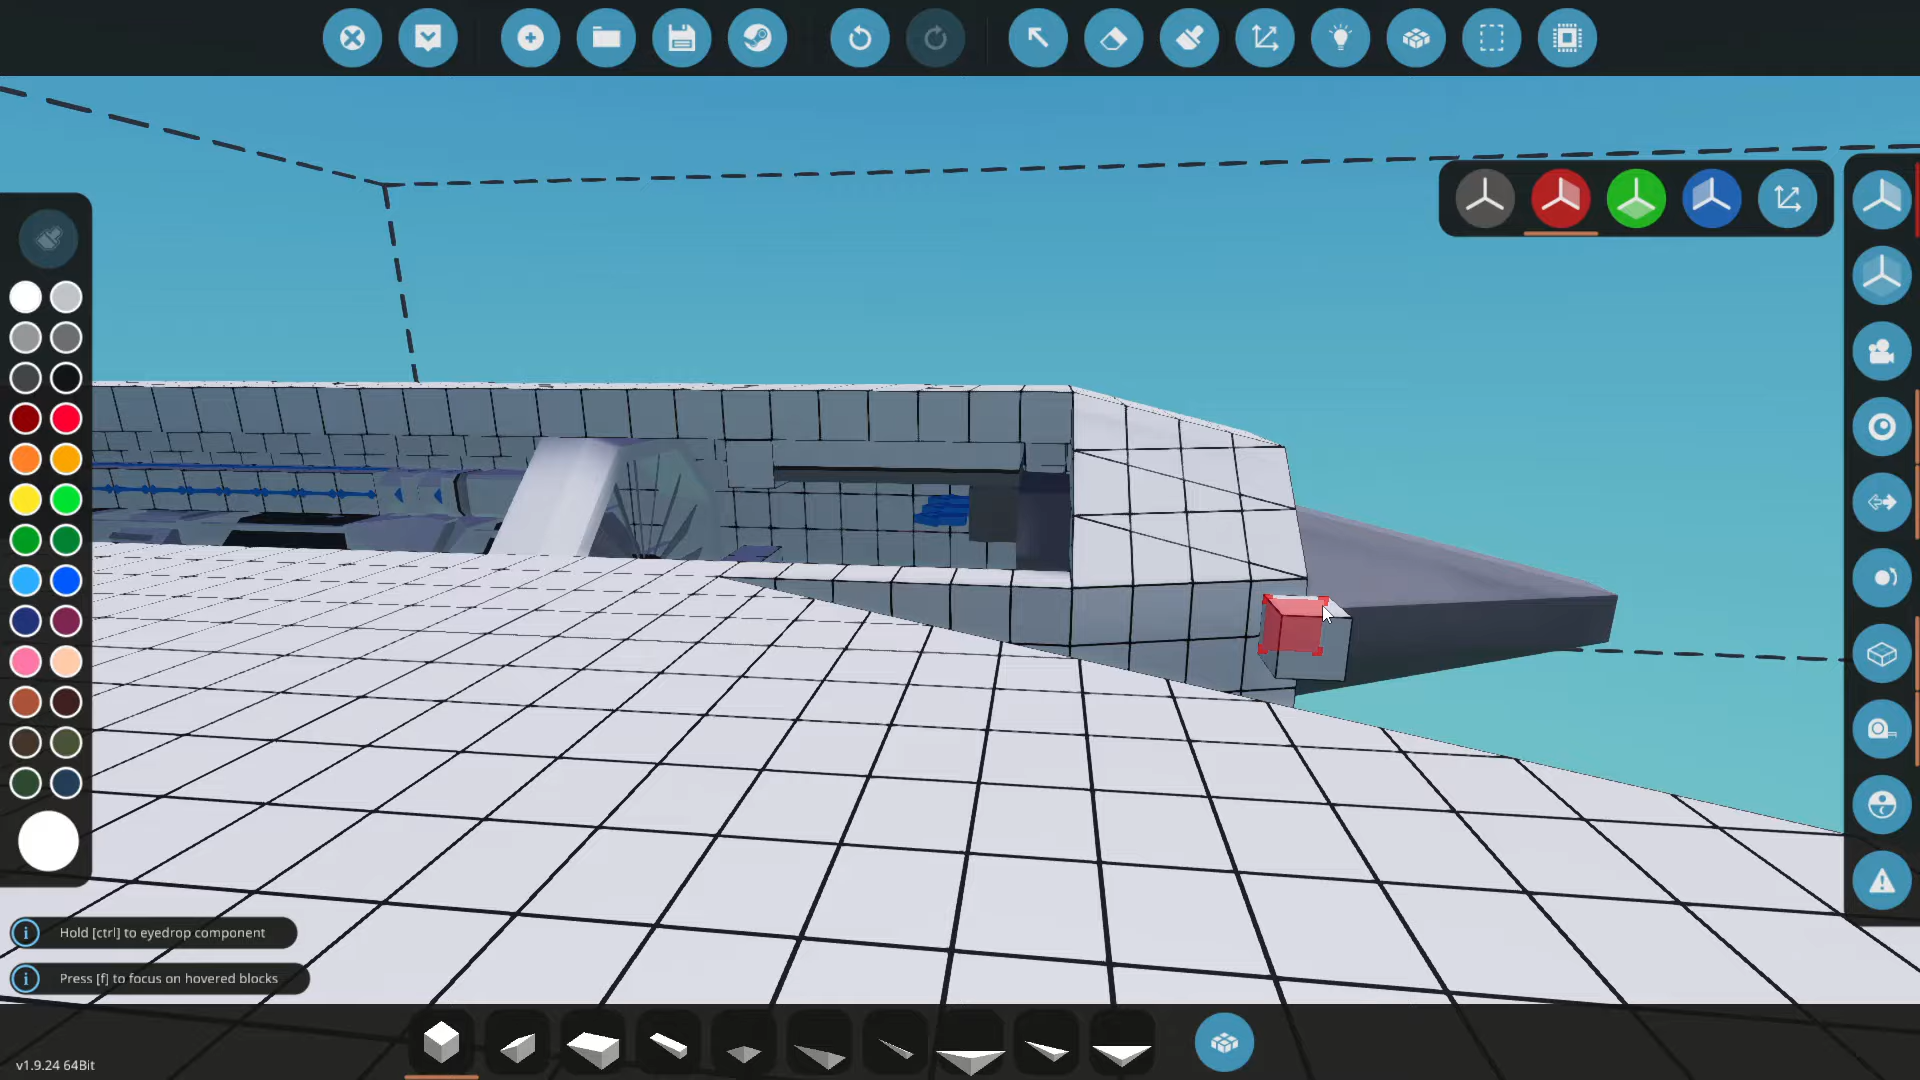 Hold [ctrl] to eyedrop component
Press [f] to focus on hovered blocks
v1.9.24 64Bit